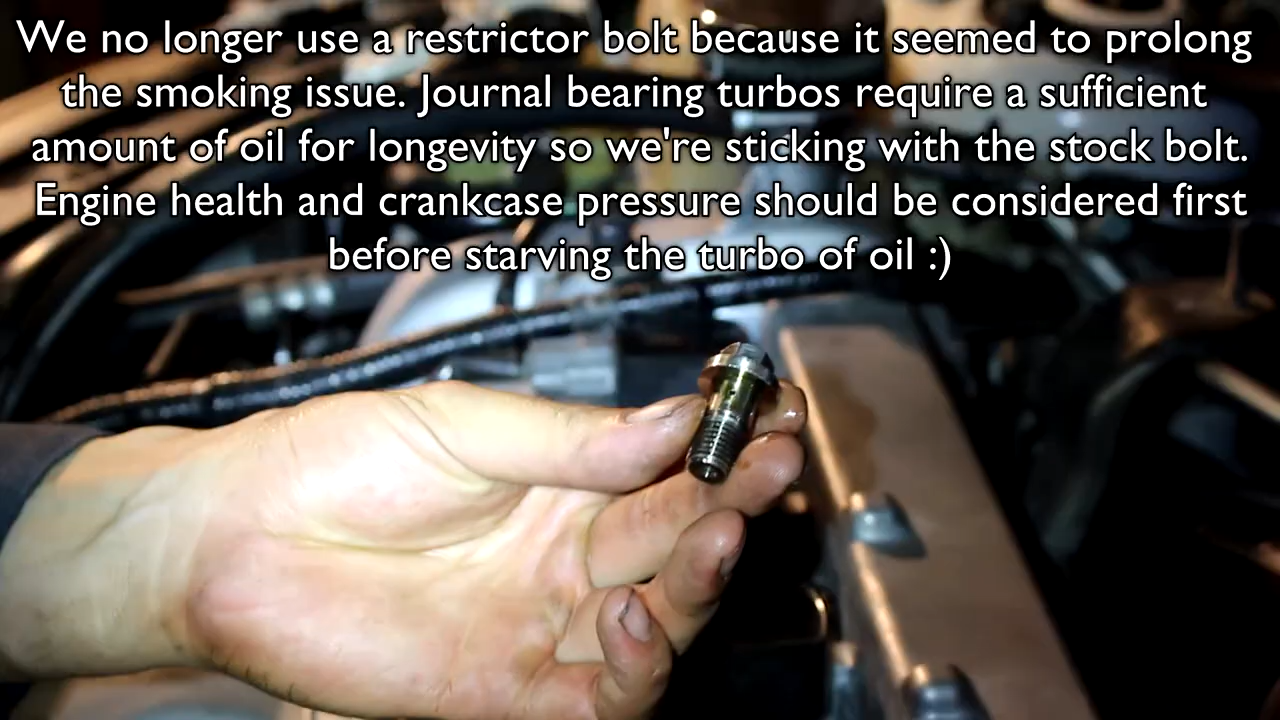 We no longer use a restrictor bolt because it seemed to prolong
the smoking issue. Journal bearing turbos require a sufficient
amount of oil for longevity so we're sticking with the stock bolt.
Engine health and crankcase pressure should be considered first
before starving the turbo of oil :)